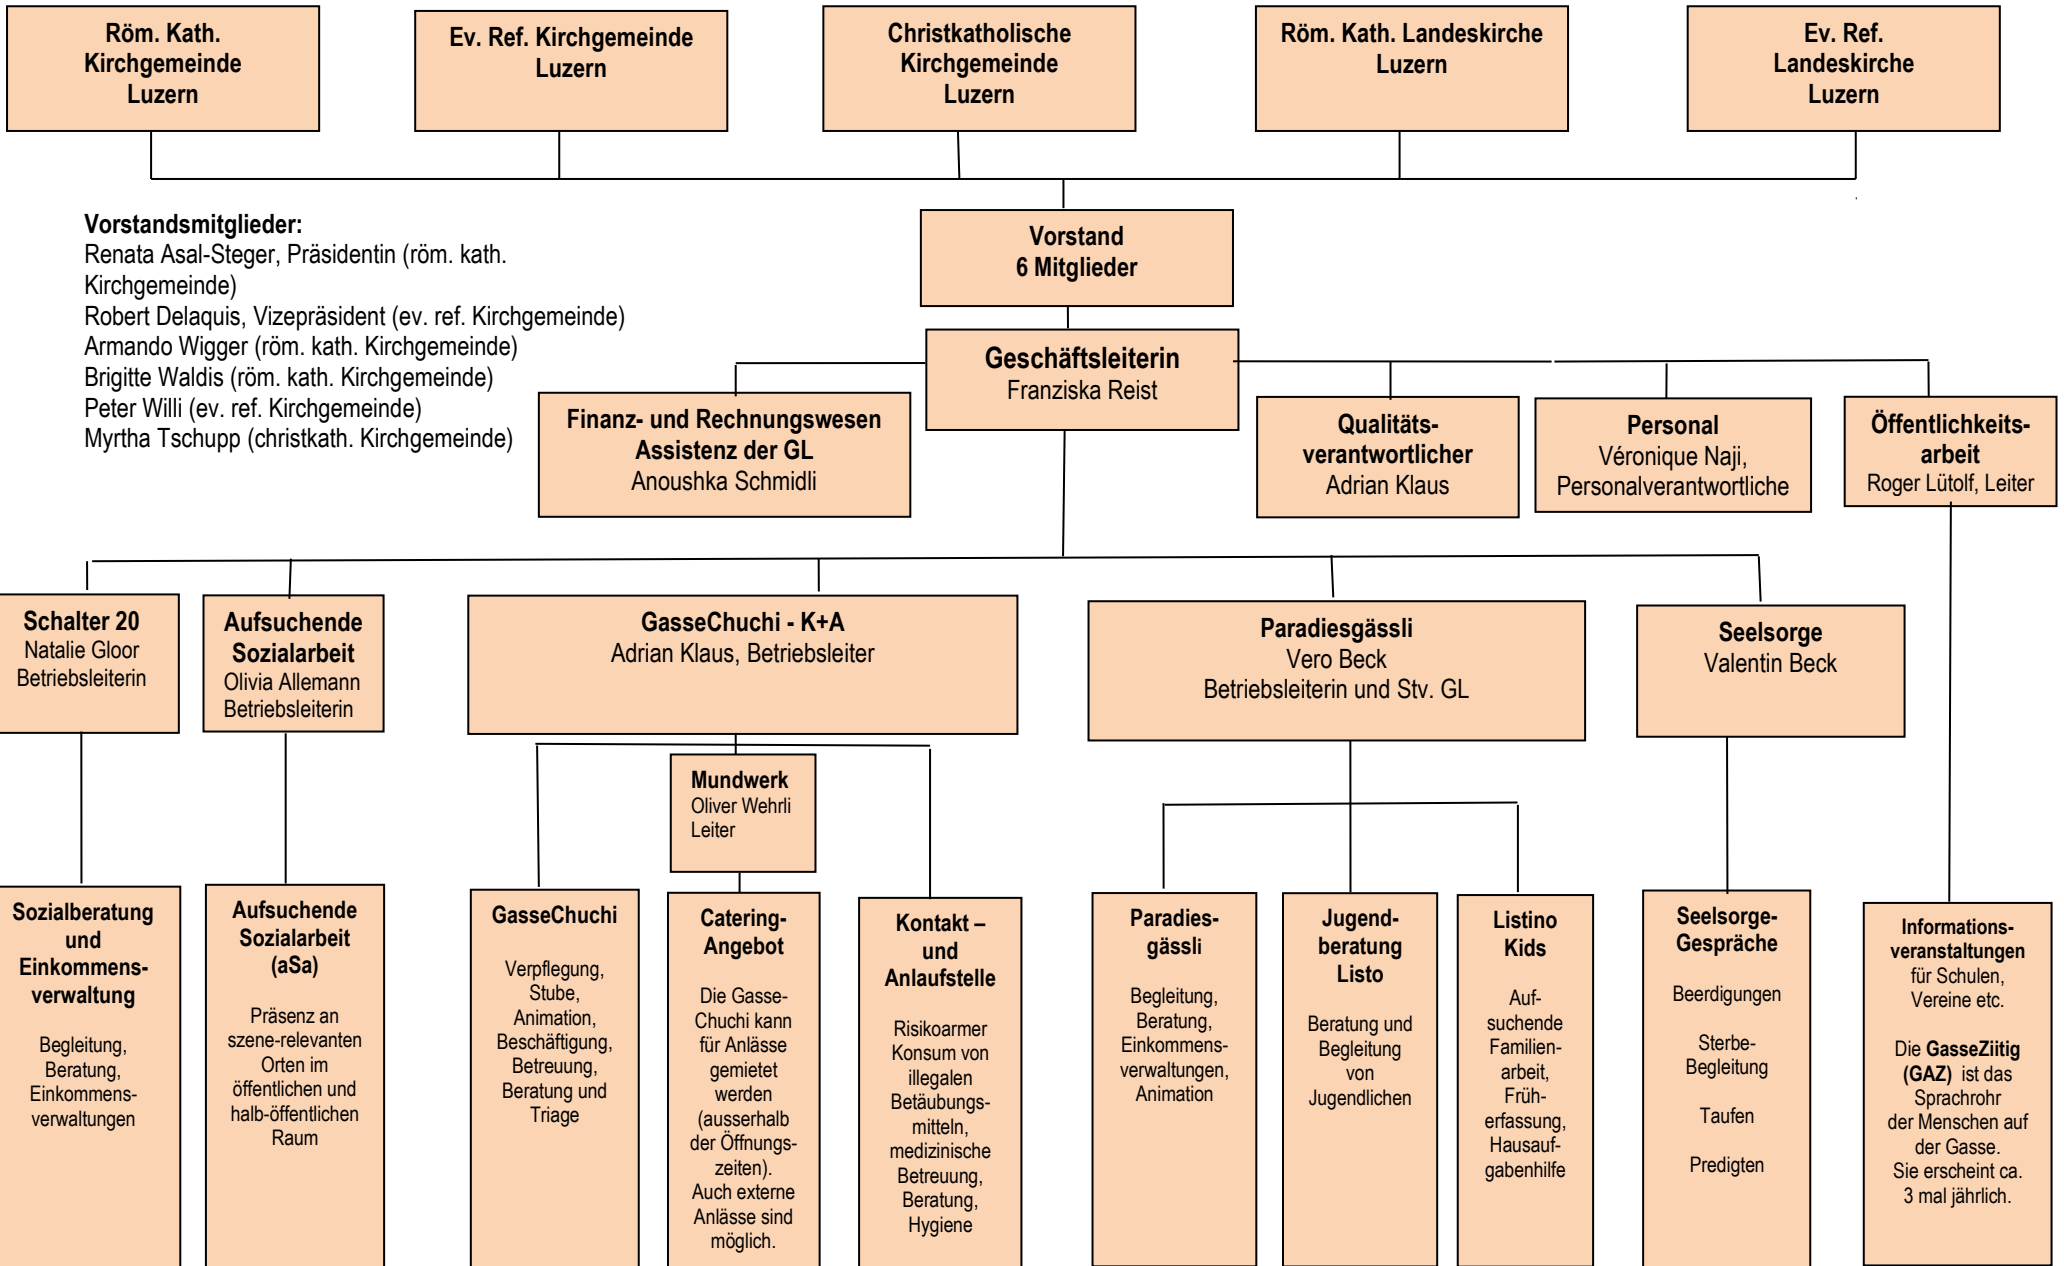 Röm. Kath.
Kirchgemeinde
Luzern
Ev. Ref. Kirchgemeinde
Luzern
Christkatholische
Kirchgemeinde
Luzern
Röm. Kath. Landeskirche
Luzern
Ev. Ref.
Landeskirche
Luzern
Vorstandsmitglieder:
Renata Asal-Steger, Präsidentin (röm. kath.
Kirchgemeinde)
Robert Delaquis, Vizepräsident (ev. ref. Kirchgemeinde)
Armando Wigger (röm. kath. Kirchgemeinde)
Brigitte Waldis (röm. kath. Kirchgemeinde)
Peter Willi (ev. ref. Kirchgemeinde)
Myrtha Tschupp (christkath. Kirchgemeinde)
Vorstand
6 Mitglieder
Geschäftsleiterin
Franziska Reist
Finanz- und Rechnungswesen
Assistenz der GL
Anoushka Schmidli
Qualitäts-
verantwortlicher
Adrian Klaus
Personal
Véronique Naji,
Personalverantwortliche
Öffentlichkeits-
arbeit
Roger Lütolf, Leiter
Schalter 20
Natalie Gloor
Betriebsleiterin
Aufsuchende
Sozialarbeit
Olivia Allemann
Betriebsleiterin
GasseChuchi - K+A
Adrian Klaus, Betriebsleiter
Paradiesgässli
Vero Beck
Betriebsleiterin und Stv. GL
Seelsorge
Valentin Beck
Mundwerk
Oliver Wehrli
Leiter
Sozialberatung
und
Einkommens-
verwaltung
Begleitung,
Beratung,
Einkommens-
verwaltungen
Aufsuchende
Sozialarbeit
(aSa)
Präsenz an
szene-relevanten
Orten im
öffentlichen und
halb-öffentlichen
Raum
GasseChuchi
Verpflegung,
Stube,
Animation,
Beschäftigung,
Betreuung,
Beratung und
Triage
Catering-
Angebot
Die Gasse-
Chuchi kann
für Anlässe
gemietet
werden
(ausserhalb
der Öffnungs-
zeiten).
Auch externe
Anlässe sind
möglich.
Kontakt –
und
Anlaufstelle
Risikoarmer
Konsum von
illegalen
Betäubungs-
mitteln,
medizinische
Betreuung,
Beratung,
Hygiene
Paradies-
gässli
Begleitung,
Beratung,
Einkommens-
verwaltungen,
Animation
Jugend-
beratung
Listo
Beratung und
Begleitung
von
Jugendlichen
Listino
Kids
Auf-
suchende
Familien-
arbeit,
Früh-
erfassung,
Hausauf-
gabenhilfe
Seelsorge-
Gespräche
Beerdigungen
Sterbe-
Begleitung
Taufen
Predigten
Informations-
veranstaltungen
für Schulen,
Vereine etc.
Die GasseZiitig
(GAZ) ist das
Sprachrohr
der Menschen auf
der Gasse.
Sie erscheint ca.
3 mal jährlich.